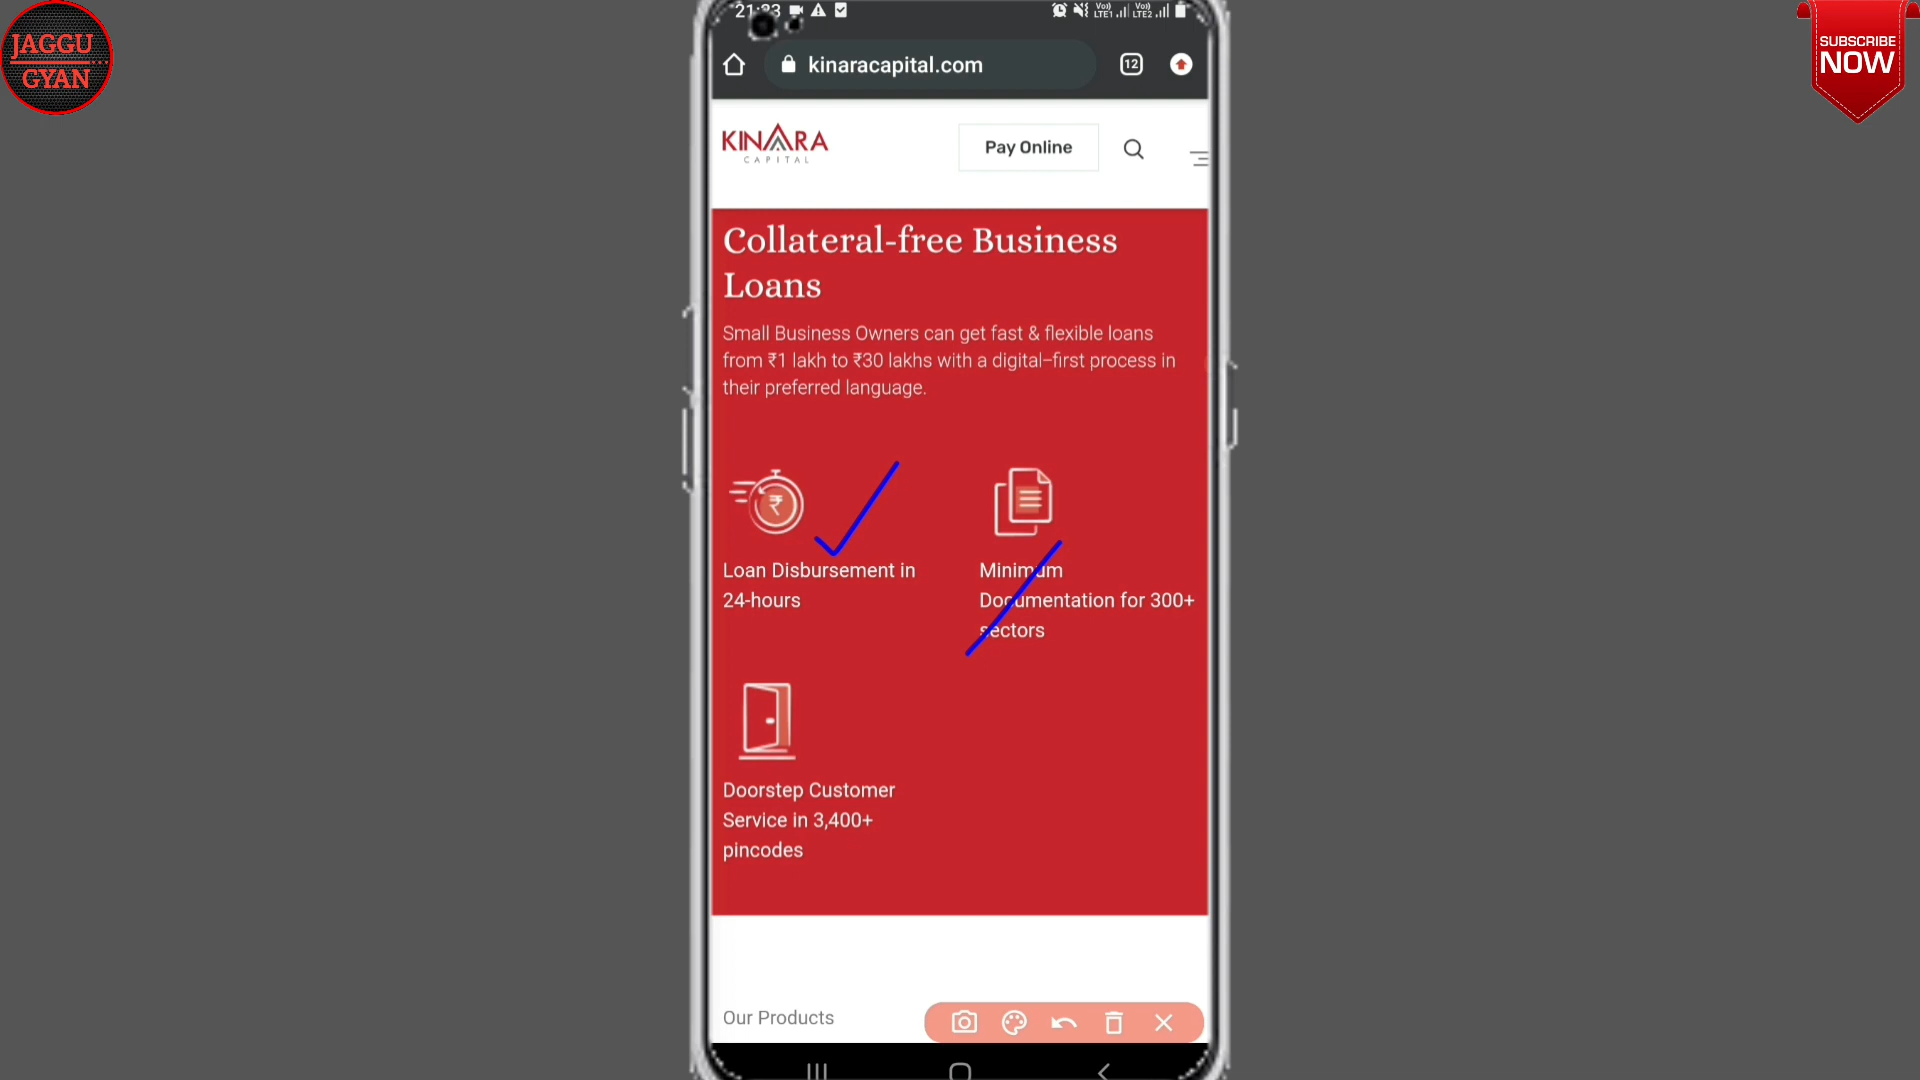 JAGGU
GYAN
SUBSCRIBE
NOW
kinaracapital.com
12
KINARA
CAPITAL
Pay Online
Collateral-free Business
Loans
Small Business Owners can get fast & flexible loans
from ₹1 lakh to ₹30 lakhs with a digital–first process in
their preferred language.
Loan Disbursement in
24-hours
Minimum
Documentation for 300+
sectors
Doorstep Customer
Service in 3,400+
pincodes
Our Products